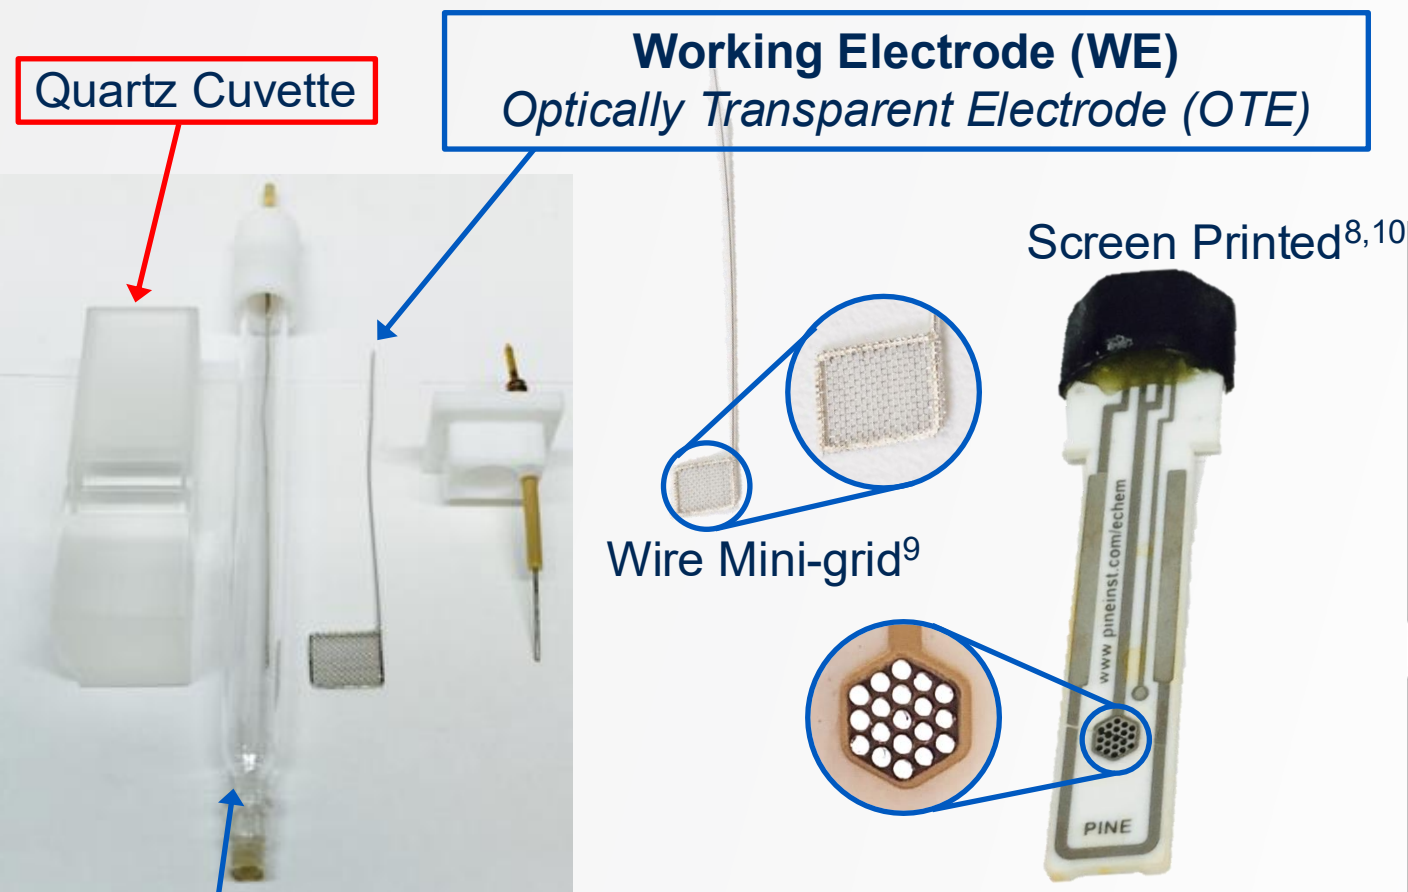 Quartz Cuvette
Working Electrode (WE)
Optically Transparent Electrode (OTE)
Screen Printed8,10
Wire Mini-grid9
www.pineinst.com/echem
PINE